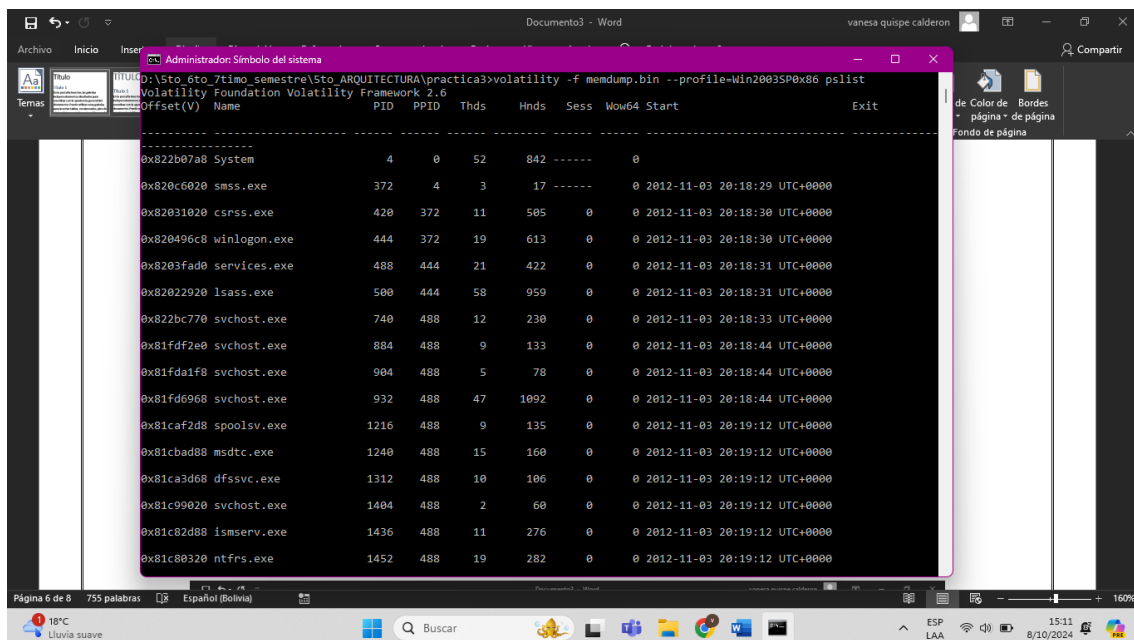 Documento3 - Word
vanesa quispe calderon
Archivo Inicio
Compartir
Aa
Temas
Título
Título 1
de Color de Bordes
página de página
Fondo de página
Administrador: Símbolo del sistema
D:\5to_6to_7timo_semestre\5to_ARQUITECTURA\practica3>volatility -f memdump.bin --profile=Win2003SP0x86 pslist
Volatility Foundation Volatility Framework 2.6
Offset(V) Name PID PPID Thds Hnds Sess Wow64 Start Exit
---------- -------------------- ------ ------ ------ -------- ------ ------ ------------------------------ ------------
-----------------
0x822b07a8 System 4 0 52 842 ------ 0
0x820c6020 smss.exe 372 4 3 17 ------ 0 2012-11-03 20:18:29 UTC+0000
0x82031020 csrss.exe 420 372 11 505 0 0 2012-11-03 20:18:30 UTC+0000
0x820496c8 winlogon.exe 444 372 19 613 0 0 2012-11-03 20:18:30 UTC+0000
0x8203fad0 services.exe 488 444 21 422 0 0 2012-11-03 20:18:31 UTC+0000
0x82022920 lsass.exe 500 444 58 959 0 0 2012-11-03 20:18:31 UTC+0000
0x822bc770 svchost.exe 740 488 12 230 0 0 2012-11-03 20:18:33 UTC+0000
0x81fdf2e0 svchost.exe 884 488 9 133 0 0 2012-11-03 20:18:44 UTC+0000
0x81fda1f8 svchost.exe 904 488 5 78 0 0 2012-11-03 20:18:44 UTC+0000
0x81fd6968 svchost.exe 932 488 47 1092 0 0 2012-11-03 20:18:44 UTC+0000
0x81caf2d8 spoolsv.exe 1216 488 9 135 0 0 2012-11-03 20:19:12 UTC+0000
0x81cbad88 msdtc.exe 1240 488 15 160 0 0 2012-11-03 20:19:12 UTC+0000
0x81ca3d68 dfssvc.exe 1312 488 10 106 0 0 2012-11-03 20:19:12 UTC+0000
0x81c99020 svchost.exe 1404 488 2 60 0 0 2012-11-03 20:19:12 UTC+0000
0x81c82d88 ismserv.exe 1436 488 11 276 0 0 2012-11-03 20:19:12 UTC+0000
0x81c80320 ntfrs.exe 1452 488 19 282 0 0 2012-11-03 20:19:12 UTC+0000
Página 6 de 8 755 palabras Español (Bolivia) 160%
1
18°C
Lluvia suave
Buscar
ESP
LAA
15:11
8/10/2024
PRE